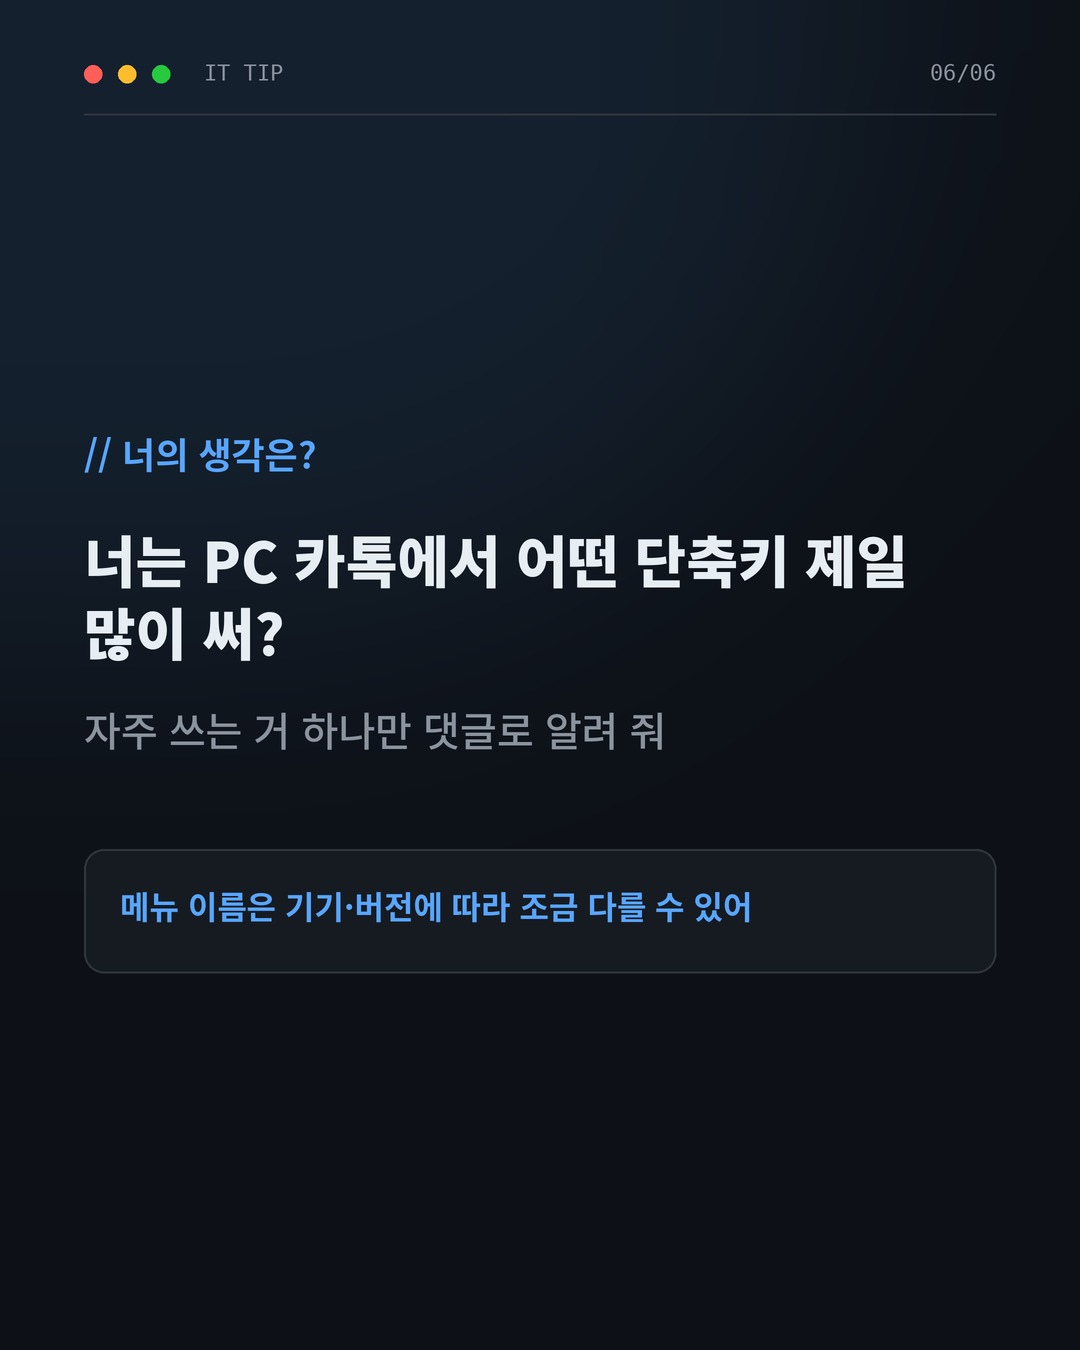 IT TIP
06/06
// 너의 생각은?
너는 PC 카톡에서 어떤 단축키 제일
많이 써?
자주 쓰는 거 하나만 댓글로 알려 줘
메뉴 이름은 기기·버전에 따라 조금 다를 수 있어